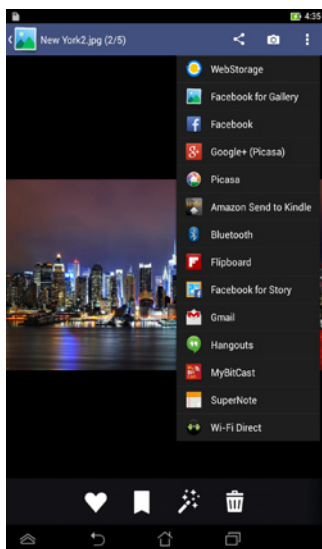 4:35
New York2.jpg (2/5)
WebStorage
Facebook for Gallery
Facebook
Google+ (Picasa)
Picasa
Amazon Send to Kindle
Bluetooth
Flipboard
Facebook for Story
Gmail
Hangouts
MyBitCast
SuperNote
Wi-Fi Direct